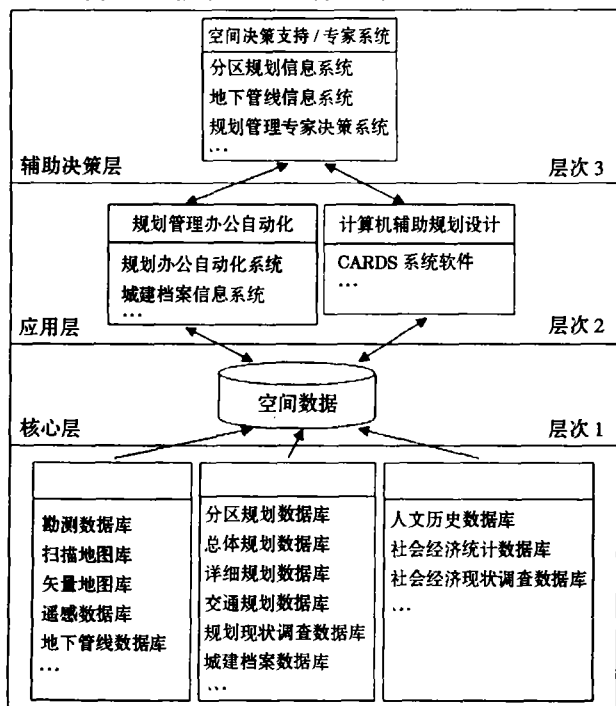 空间决策支持/专家系统
分区规划信息系统
地下管线信息系统
规划管理专家决策系统
…
辅助决策层
层次 3
规划管理办公自动化
规划办公自动化系统
城建档案信息系统
…
计算机辅助规划设计
CARDS 系统软件
…
应用层
层次 2
空间数据
核心层
层次 1
勘测数据库
扫描地图库
矢量地图库
遥感数据库
地下管线数据库
…
分区规划数据库
总体规划数据库
详细规划数据库
交通规划数据库
规划现状调查数据库
城建档案数据库
…
人文历史数据库
社会经济统计数据库
社会经济现状调查数据库
…